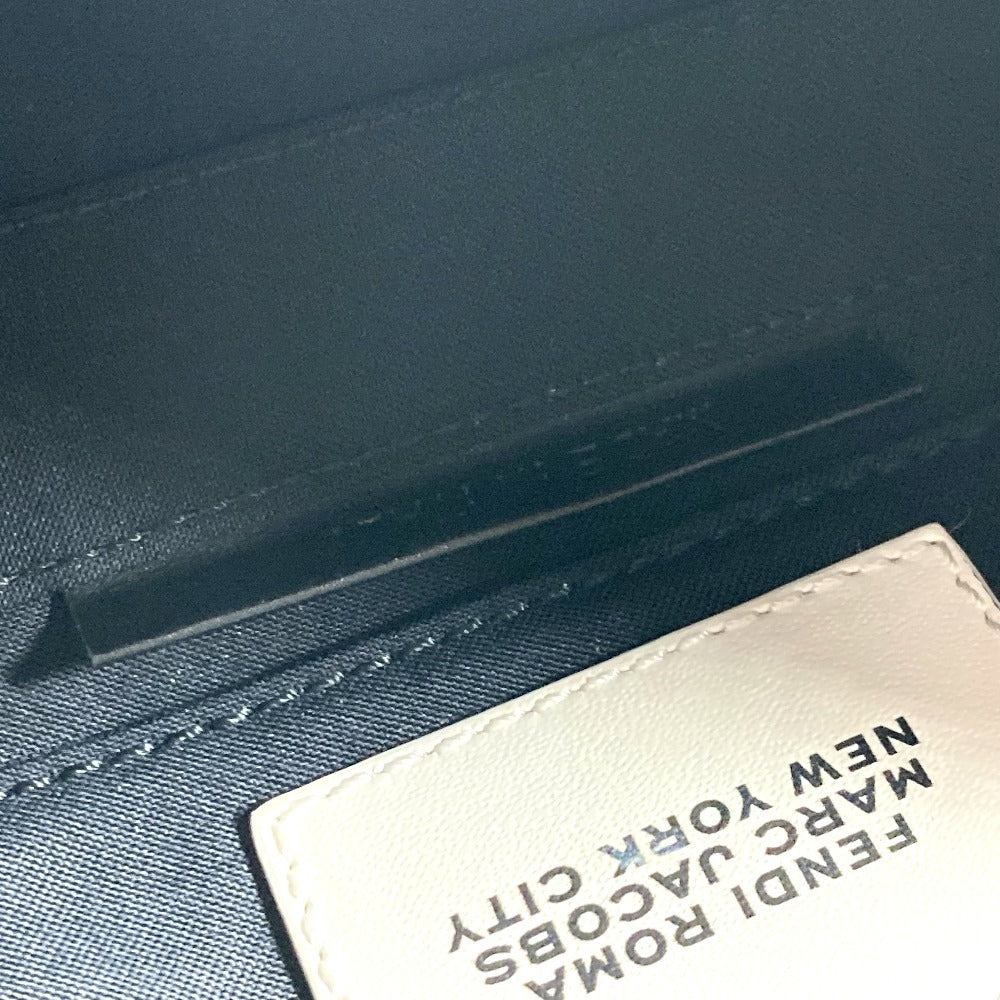 FENDI ROMA
MARC JACOBS
NEW YORK CITY